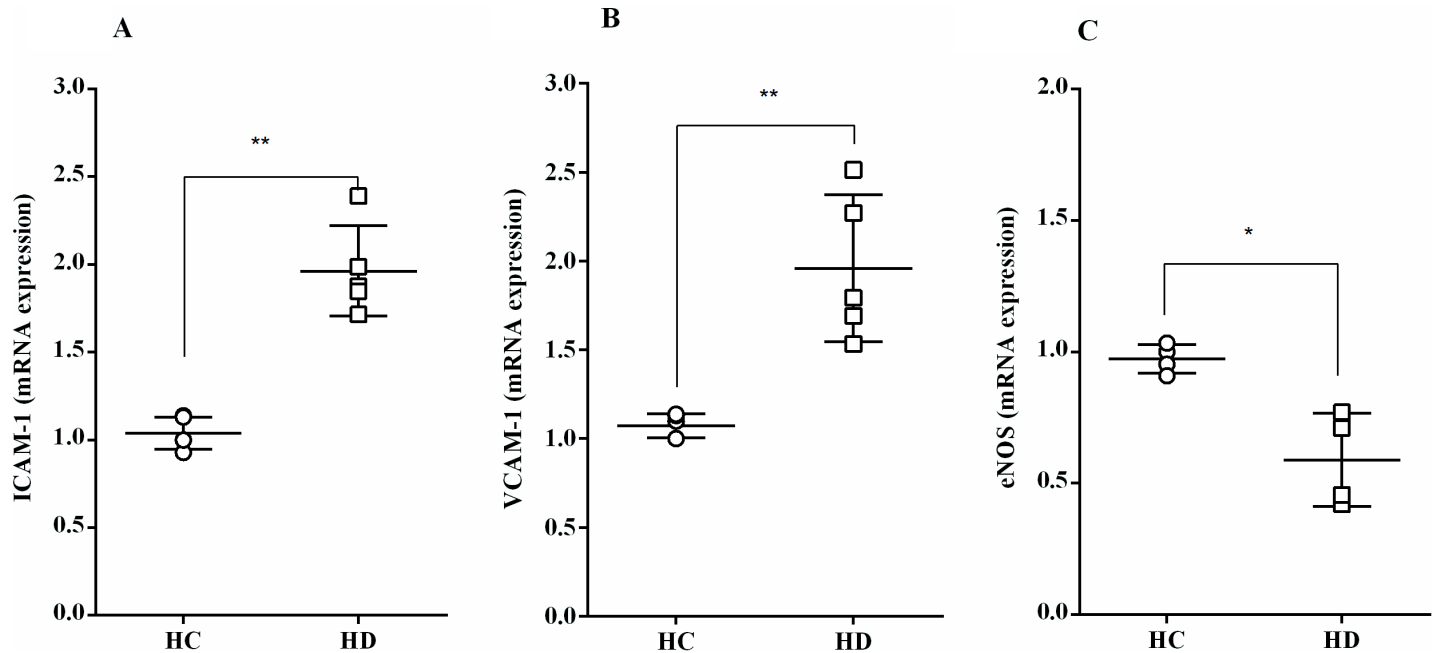 A
ICAM-1 (mRNA expression)
3.0
2.5
2.0
1.5
1.0
0.5
0.0
**
HC
HD
B
VCAM-1 (mRNA expression)
3.0
2.5
2.0
1.5
1.0
0.5
0.0
**
HC
HD
C
eNOS (mRNA expression)
2.0
1.5
1.0
0.5
0.0
*
HC
HD